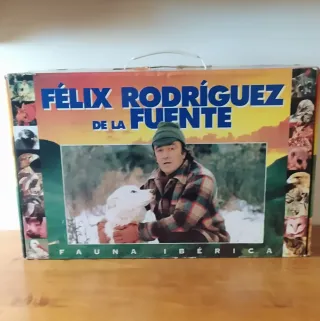 FÉLIX RODRÍGUEZ
DE LA FUENTE
FAUNA IBÉRICA